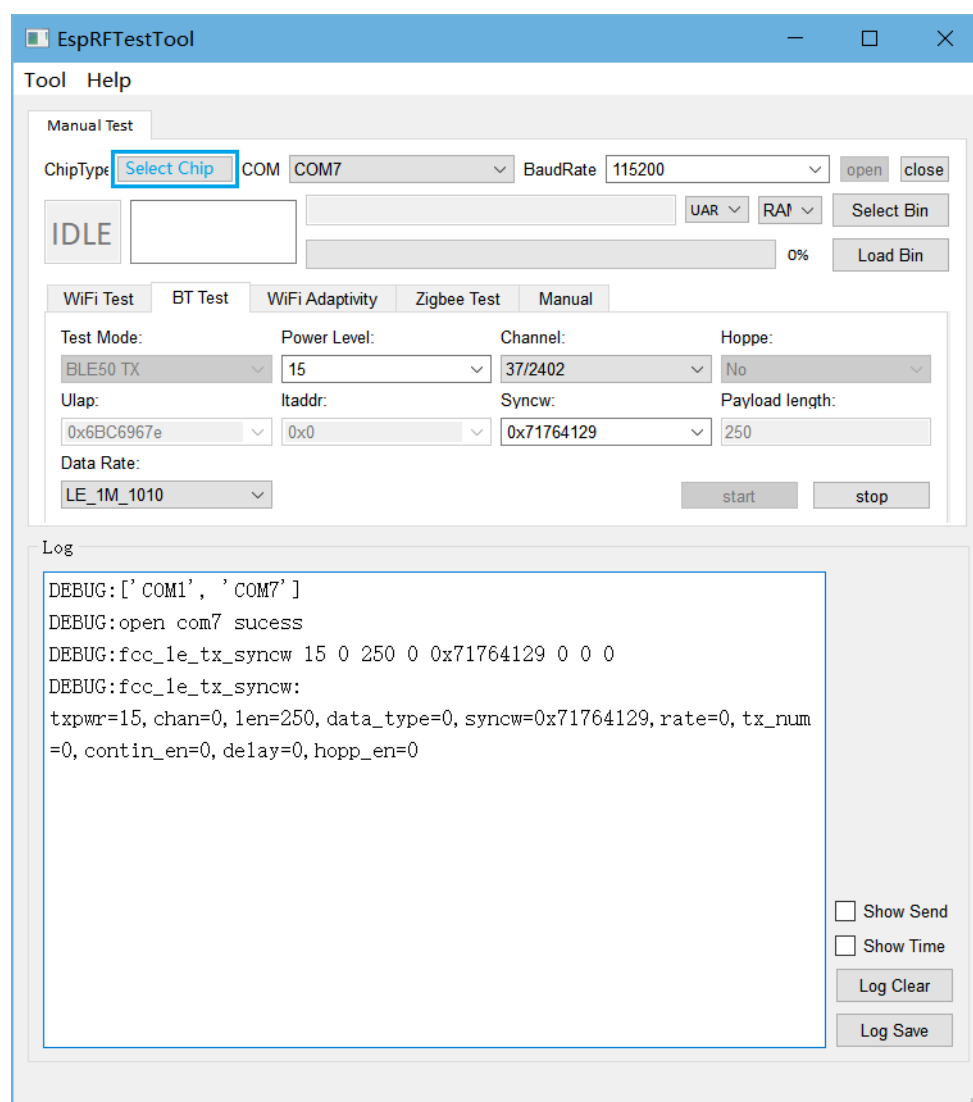 EspRFTestTool
Tool Help
Manual Test
ChipType Select Chip COM COM7 BaudRate 115200 open close
IDLE UAR RAM Select Bin
0% Load Bin
WiFi Test BT Test WiFi Adaptivity Zigbee Test Manual
Test Mode: Power Level: Channel: Hoppe:
BLE50 TX 15 37/2402 No
Ulap: ltaddr: Syncw: Payload length:
0x6BC6967e 0x0 0x71764129 250
Data Rate:
LE_1M_1010 start stop
Log
DEBUG:['COM1', 'COM7']
DEBUG:open com7 sucess
DEBUG:fcc_le_tx_syncw 15 0 250 0 0x71764129 0 0 0
DEBUG:fcc_le_tx_syncw:
txpwr=15,chan=0,len=250,data_type=0,syncw=0x71764129,rate=0,tx_num
=0,contin_en=0,delay=0,hopp_en=0
Show Send
Show Time
Log Clear
Log Save